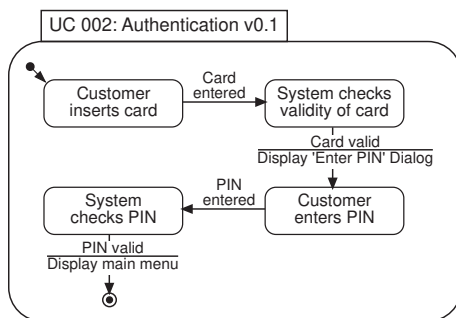 UC 002: Authentication v0.1
Customer
inserts card
Card
entered
System checks
validity of card
Card valid
Display 'Enter PIN' Dialog
Customer
enters PIN
PIN
entered
System
checks PIN
PIN valid
Display main menu